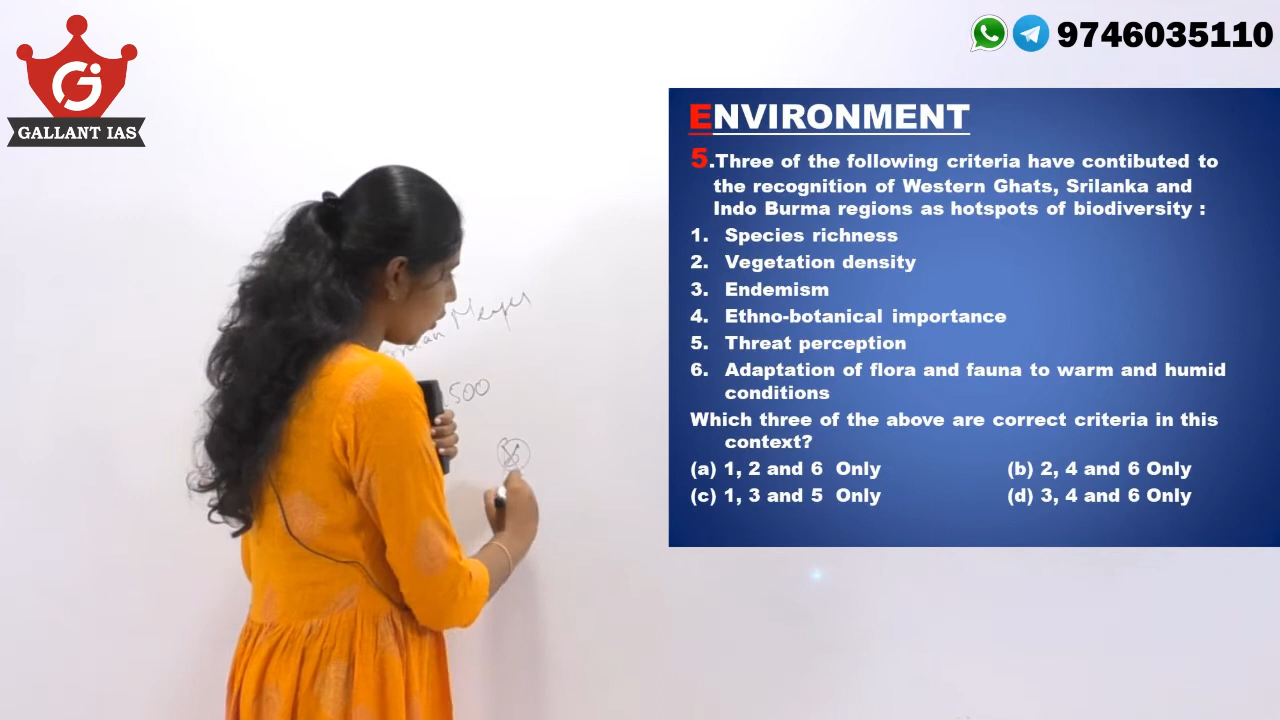 9746035110
GALLANT IAS
ENVIRONMENT
5.Three of the following criteria have contibuted to
the recognition of Western Ghats, Srilanka and
Indo Burma regions as hotspots of biodiversity :
1. Species richness
2. Vegetation density
3. Endemism
4. Ethno-botanical importance
5. Threat perception
6. Adaptation of flora and fauna to warm and humid
conditions
Which three of the above are correct criteria in this
context?
(a) 1, 2 and 6 Only
(b) 2, 4 and 6 Only
(c) 1, 3 and 5 Only
(d) 3, 4 and 6 Only
500